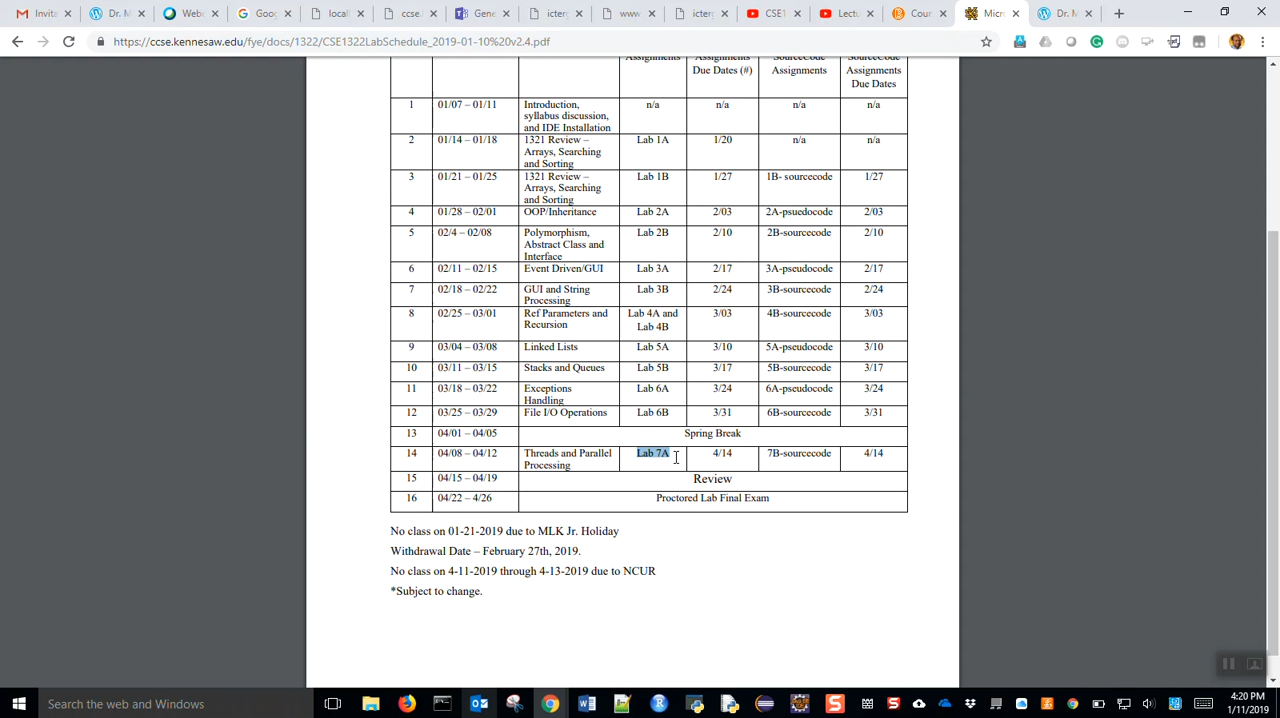 Invita
Dr. M
Webe
Goog
local
ccse.
Gene
icterg
www
icterg
CSE1
Lectu
Cour
Micro
Dr. M
https://ccse.kennesaw.edu/fye/docs/1322/CSE1322LabSchedule_2019-01-10%20v2.4.pdf
Assignments Assignments Due Dates (#) SourceCode Assignments SourceCode Assignments Due Dates
1 01/07 – 01/11 Introduction, syllabus discussion, and IDE Installation n/a n/a n/a n/a
2 01/14 – 01/18 1321 Review – Arrays, Searching and Sorting Lab 1A 1/20 n/a n/a
3 01/21 – 01/25 1321 Review – Arrays, Searching and Sorting Lab 1B 1/27 1B- sourcecode 1/27
4 01/28 – 02/01 OOP/Inheritance Lab 2A 2/03 2A-psuedocode 2/03
5 02/4 – 02/08 Polymorphism, Abstract Class and Interface Lab 2B 2/10 2B-sourcecode 2/10
6 02/11 – 02/15 Event Driven/GUI Lab 3A 2/17 3A-pseudocode 2/17
7 02/18 – 02/22 GUI and String Processing Lab 3B 2/24 3B-sourcecode 2/24
8 02/25 – 03/01 Ref Parameters and Recursion Lab 4A and Lab 4B 3/03 4B-sourcecode 3/03
9 03/04 – 03/08 Linked Lists Lab 5A 3/10 5A-pseudocode 3/10
10 03/11 – 03/15 Stacks and Queues Lab 5B 3/17 5B-sourcecode 3/17
11 03/18 – 03/22 Exceptions Handling Lab 6A 3/24 6A-pseudocode 3/24
12 03/25 – 03/29 File I/O Operations Lab 6B 3/31 6B-sourcecode 3/31
13 04/01 – 04/05 Spring Break
14 04/08 – 04/12 Threads and Parallel Processing Lab 7A 4/14 7B-sourcecode 4/14
15 04/15 – 04/19 Review
16 04/22 – 4/26 Proctored Lab Final Exam
No class on 01-21-2019 due to MLK Jr. Holiday
Withdrawal Date – February 27th, 2019.
No class on 4-11-2019 through 4-13-2019 due to NCUR
*Subject to change.
Search the web and Windows
4:20 PM
1/11/2019